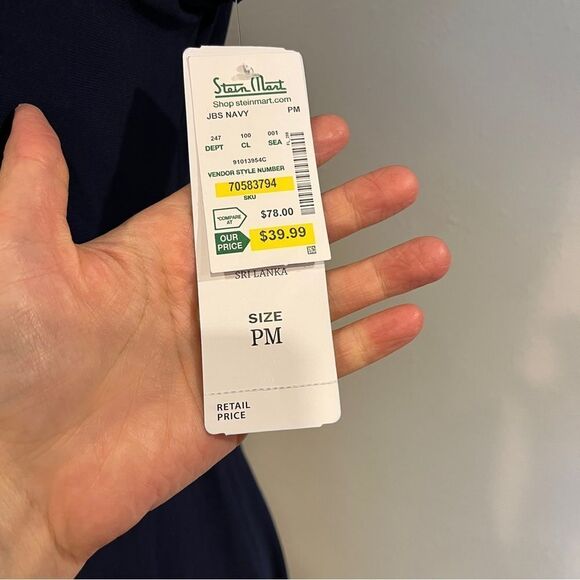 Stein Mart
Shop steinmart.com
JBS NAVY PM
247 100 001
DEPT CL SEA
91013954C
VENDOR STYLE NUMBER
70583794
SKU
*COMPARE AT $78.00
OUR PRICE $39.99
SRI LANKA
SIZE
PM
RETAIL
PRICE